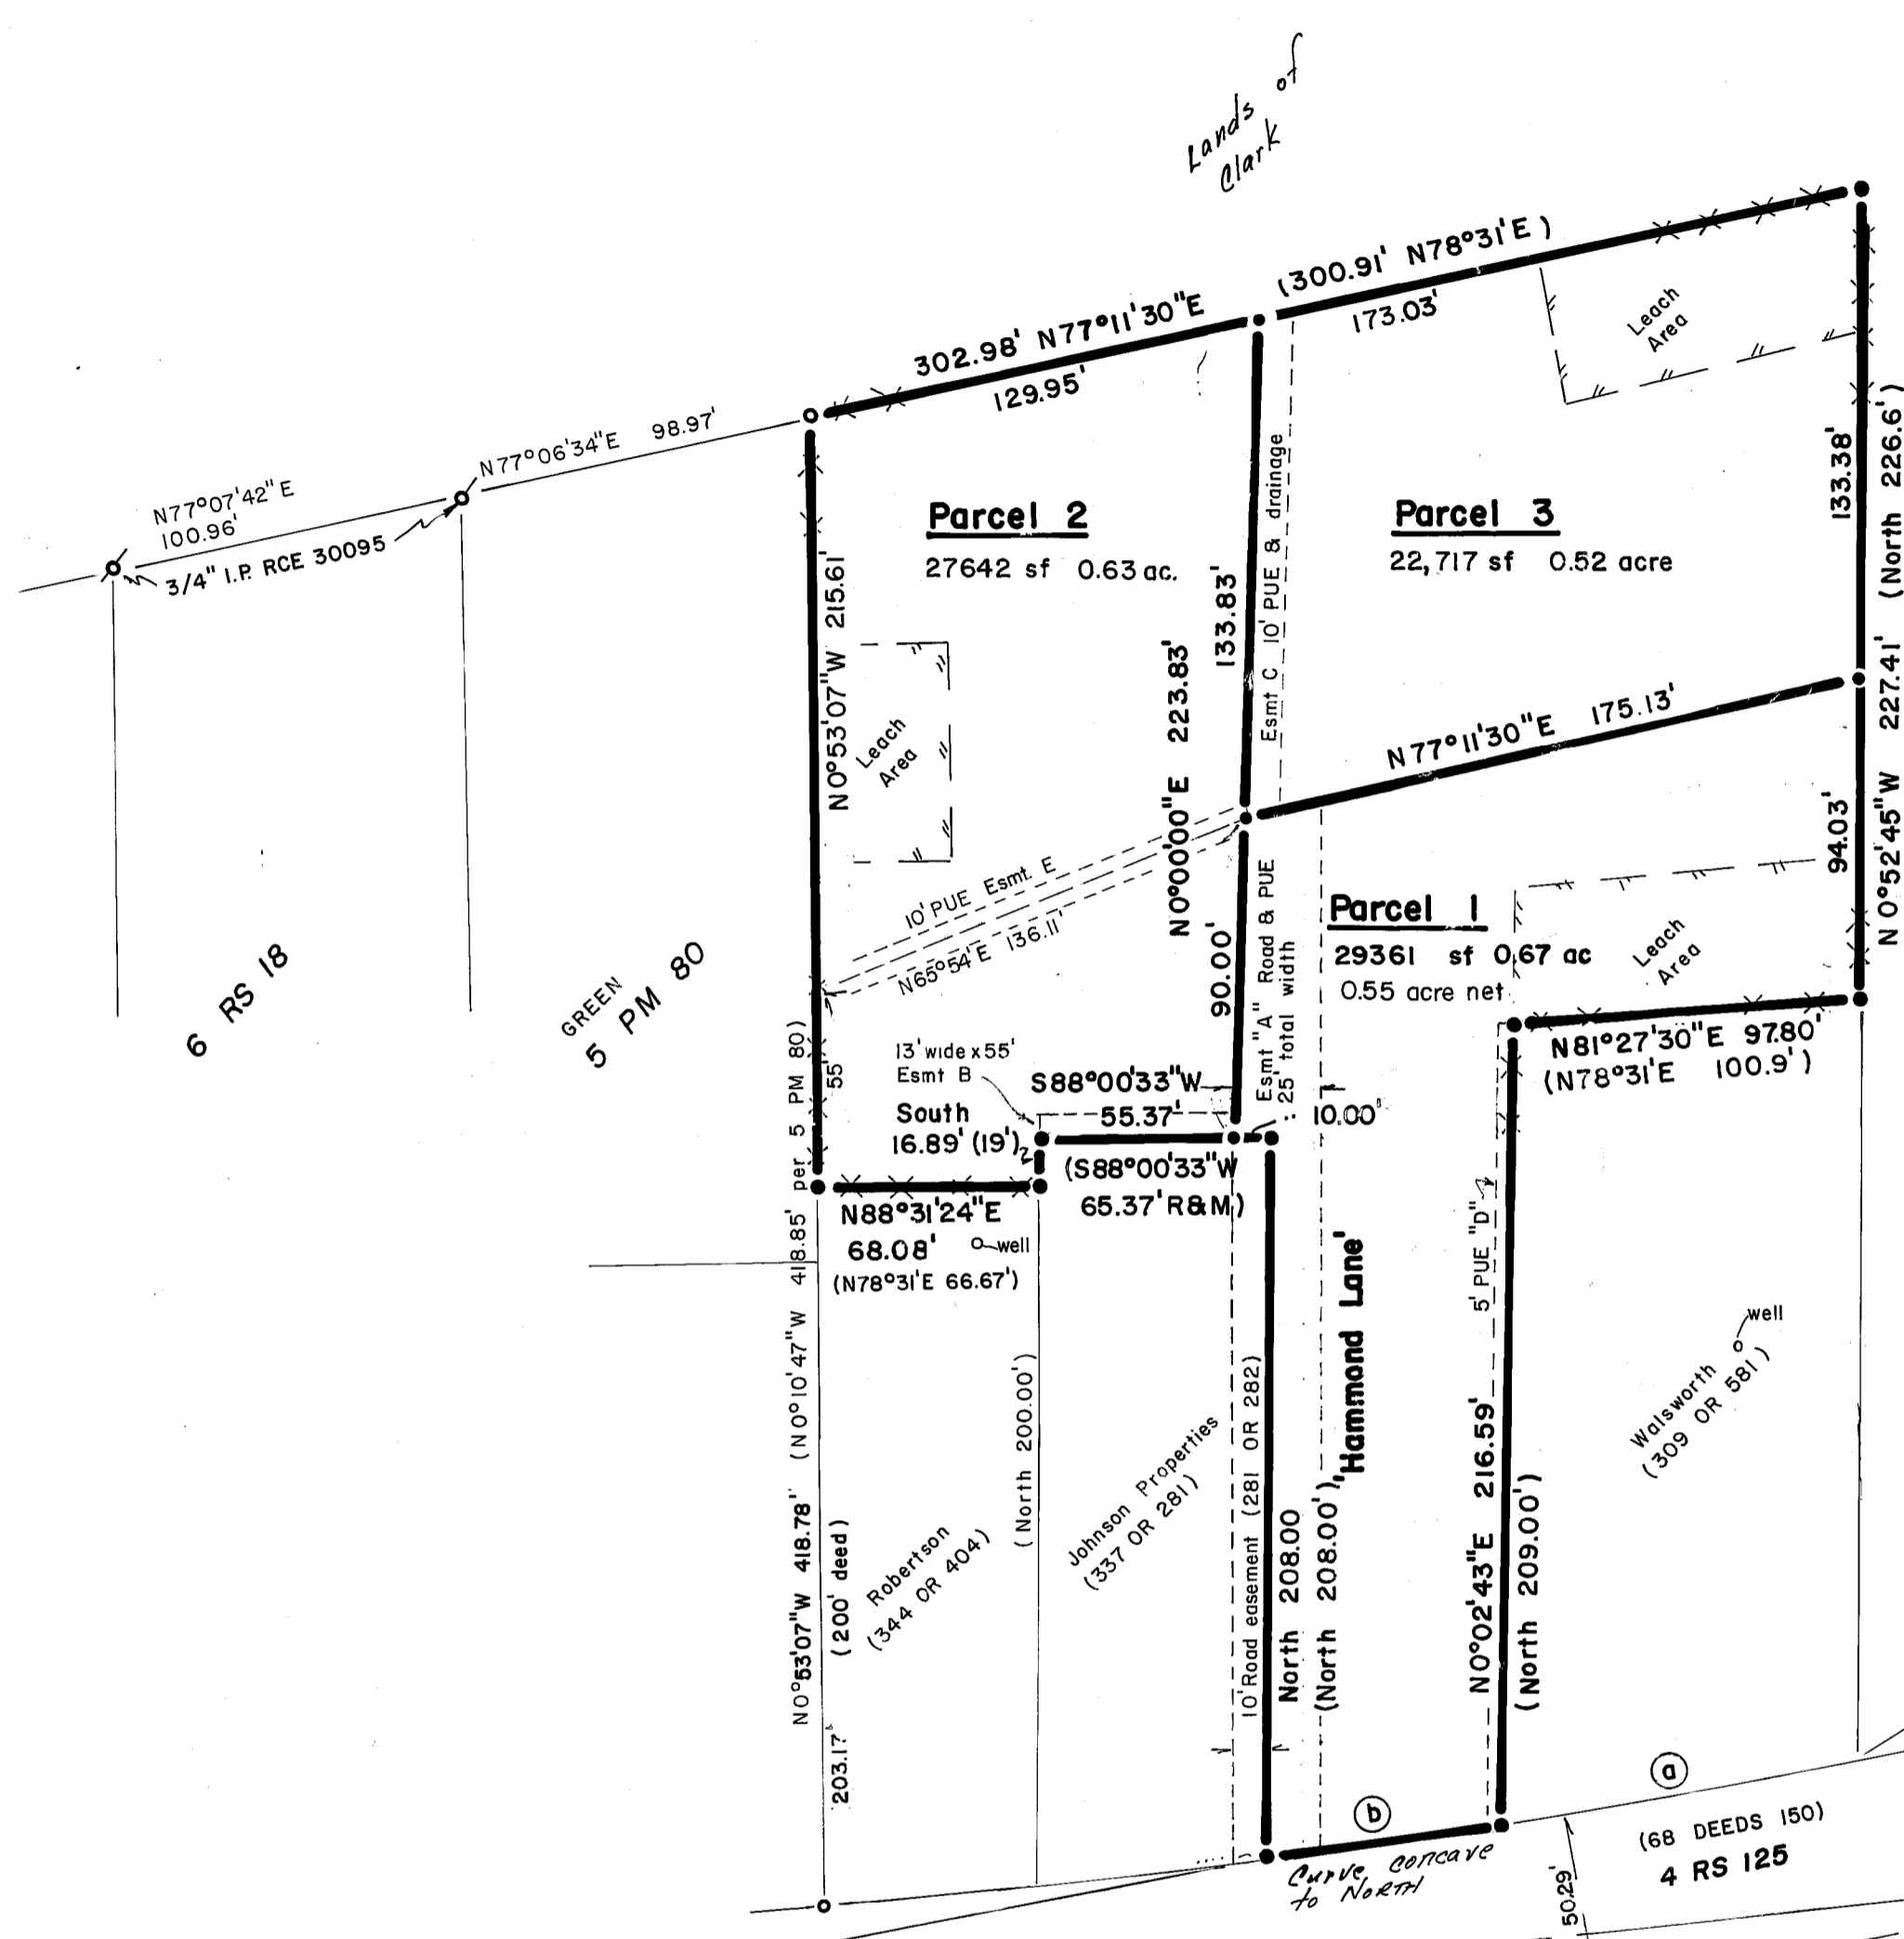 Lands of
Clark
(300.91' N78°31'E )
173.03'
302.98' N77°11'30"E
129.95'
N77°06'34"E 98.97'
N77°07'42"E
100.96'
3/4" I.P. RCE 30095
Leach
Area
Parcel 2
27642 sf 0.63 ac.
Parcel 3
22,717 sf 0.52 acre
133.38'
(North 226.6')
N0°53'07"W 215.61'
Leach
Area
133.83'
Esmt C 10' PUE & drainage
N0°00'00"E 223.83'
N77°11'30"E 175.13'
94.03'
N0°52'45"W 227.41'
10' PUE Esmt. E
N65°54'E 136.11'
90.00'
Esmt "A" Road & PUE
25' total width
Parcel 1
29361 sf 0.67 ac
0.55 acre net
Leach
Area
6 RS 18
GREEN
5 PM 80
N81°27'30"E 97.80'
(N78°31'E 100.9')
13' wide x 55'
Esmt B
55'
S88°00'33"W
55.37'
10.00'
South
16.89' (19')
(S88°00'33"W
65.37' R&M)
N88°31'24"E
68.08'
well
(N78°31'E 66.67')
N0°53'07"W 418.78' (N0°10'47"W 418.85' per 5 PM 80)
(200' deed)
203.17'
Robertson
(344 OR 404)
(North 200.00')
Johnson Properties
(337 OR 281)
10' Road easement (281 OR 282)
North 208.00
(North 208.00')
"Hammond Lane"
5' PUE "D"
N0°02'43"E 216.59'
(North 209.00')
well
Walsworth
(309 OR 581)
a
b
Curve concave
to NORTH
(68 DEEDS 150)
4 RS 125
50.29'